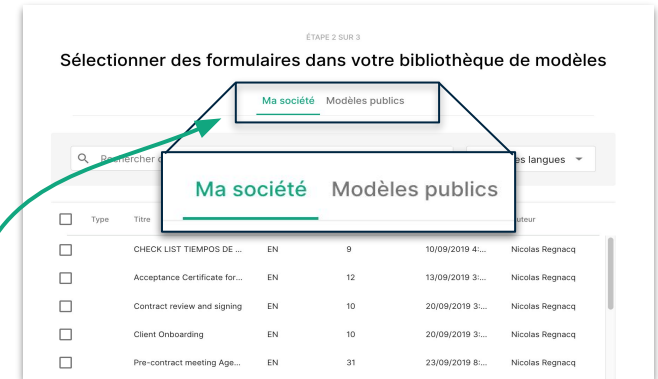 ÉTAPE 2 SUR 3
Sélectionner des formulaires dans votre bibliothèque de modèles
Ma société Modèles publics
Ma société Modèles publics
es langues
Type Titre
CHECK LIST TIEMPOS DE ... EN 9 10/09/2019 4:... Nicolas Regnacq
Acceptance Certificate for... EN 12 13/09/2019 3:... Nicolas Regnacq
Contract review and signing EN 10 20/09/2019 3:... Nicolas Regnacq
Client Onboarding EN 10 20/09/2019 3:... Nicolas Regnacq
Pre-contract meeting Age... EN 31 23/09/2019 8:... Nicolas Regnacq